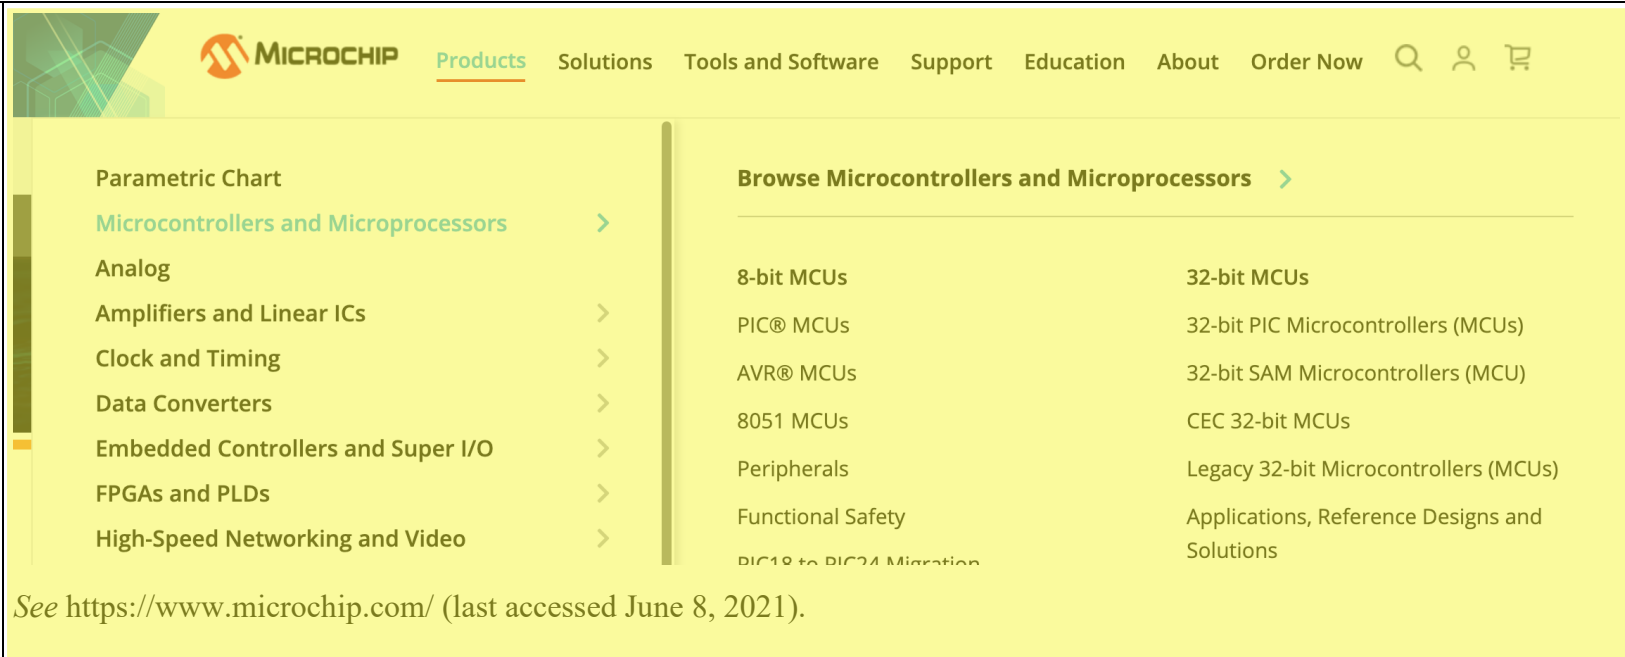 MICROCHIP
Products Solutions Tools and Software Support Education About Order Now
Parametric Chart
Microcontrollers and Microprocessors
Analog
Amplifiers and Linear ICs
Clock and Timing
Data Converters
Embedded Controllers and Super I/O
FPGAs and PLDs
High-Speed Networking and Video
Browse Microcontrollers and Microprocessors
8-bit MCUs
PIC® MCUs
AVR® MCUs
8051 MCUs
Peripherals
Functional Safety
PIC18 to PIC24 Migration
32-bit MCUs
32-bit PIC Microcontrollers (MCUs)
32-bit SAM Microcontrollers (MCU)
CEC 32-bit MCUs
Legacy 32-bit Microcontrollers (MCUs)
Applications, Reference Designs and
Solutions
See https://www.microchip.com/ (last accessed June 8, 2021).